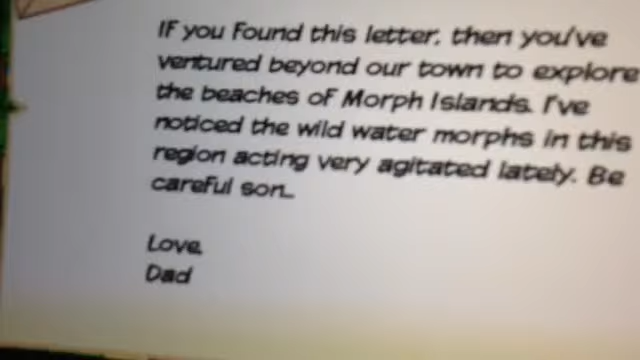 If you found this letter, then you've
ventured beyond our town to explore
the beaches of Morph Islands. I've
noticed the wild water morphs in this
region acting very agitated lately. Be
careful son...

Love,
Dad